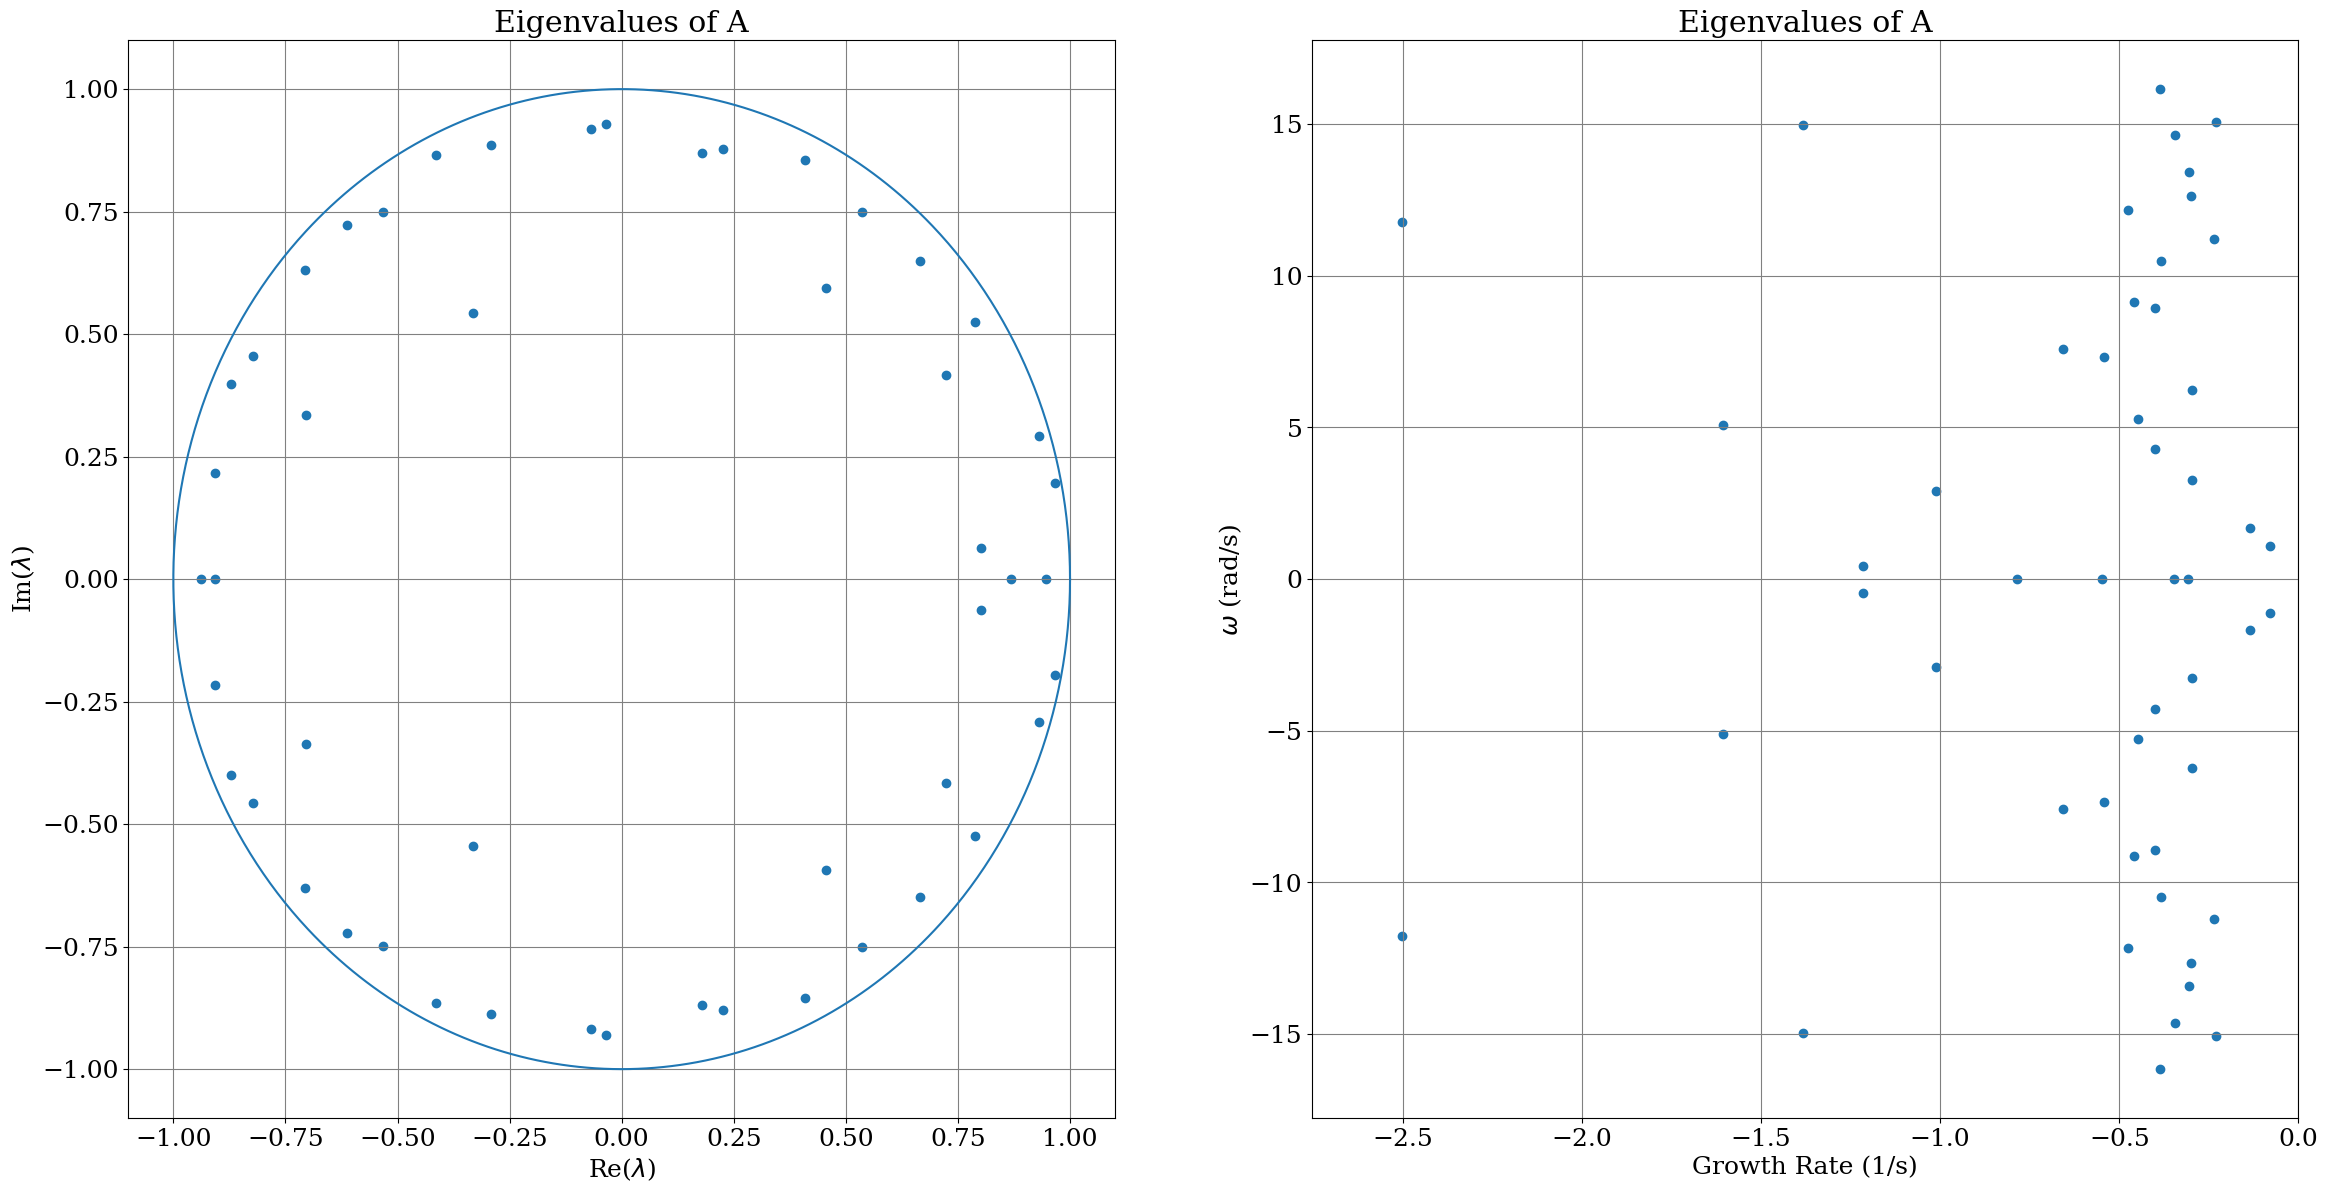 Eigenvalues of A
1.00
0.75
0.50
0.25
0.00
−0.25
−0.50
−0.75
−1.00
Im(λ)
−1.00 −0.75 −0.50 −0.25 0.00 0.25 0.50 0.75 1.00
Re(λ)
Eigenvalues of A
15
10
5
0
−5
−10
−15
ω (rad/s)
−2.5 −2.0 −1.5 −1.0 −0.5 0.0
Growth Rate (1/s)